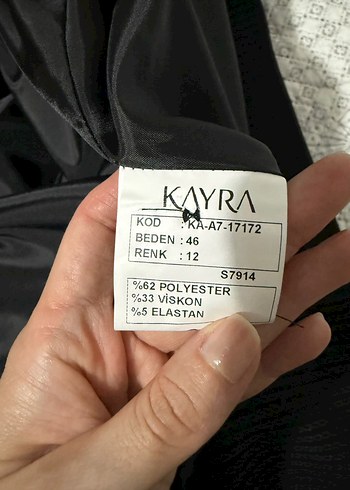 KAYRA
KOD : KA-A7-17172
BEDEN : 46
RENK : 12
S7914
%62 POLYESTER
%33 VİSKON
%5 ELASTAN